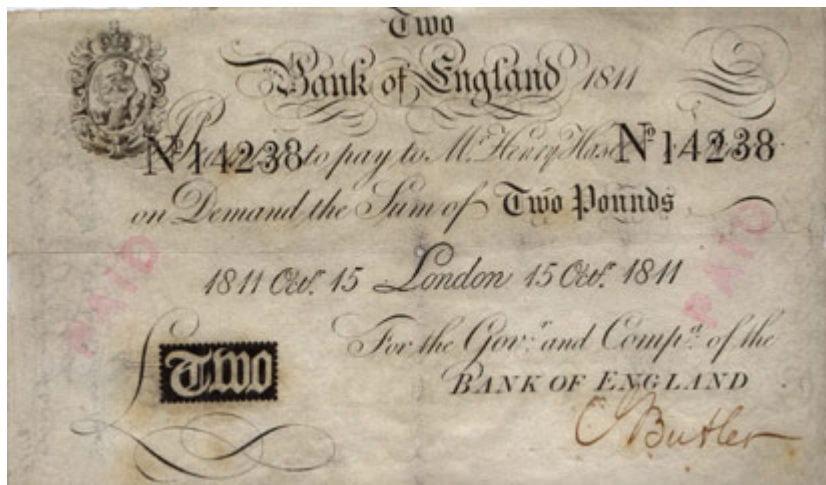 Two
Bank of England 1811
Nº 14238 to pay to Mr. Henry Hase Nº 14238
on Demand the Sum of Two Pounds
1811 Octr. 15 London 15 Octr. 1811
PAID
PAID
For the Govr. and Compa. of the
£ Two
BANK OF ENGLAND
C Butler